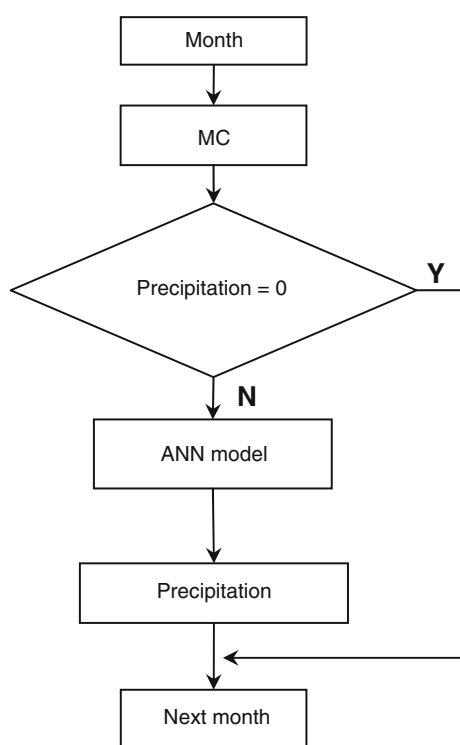 Month
MC
Precipitation = 0
Y
N
ANN model
Precipitation
Next month